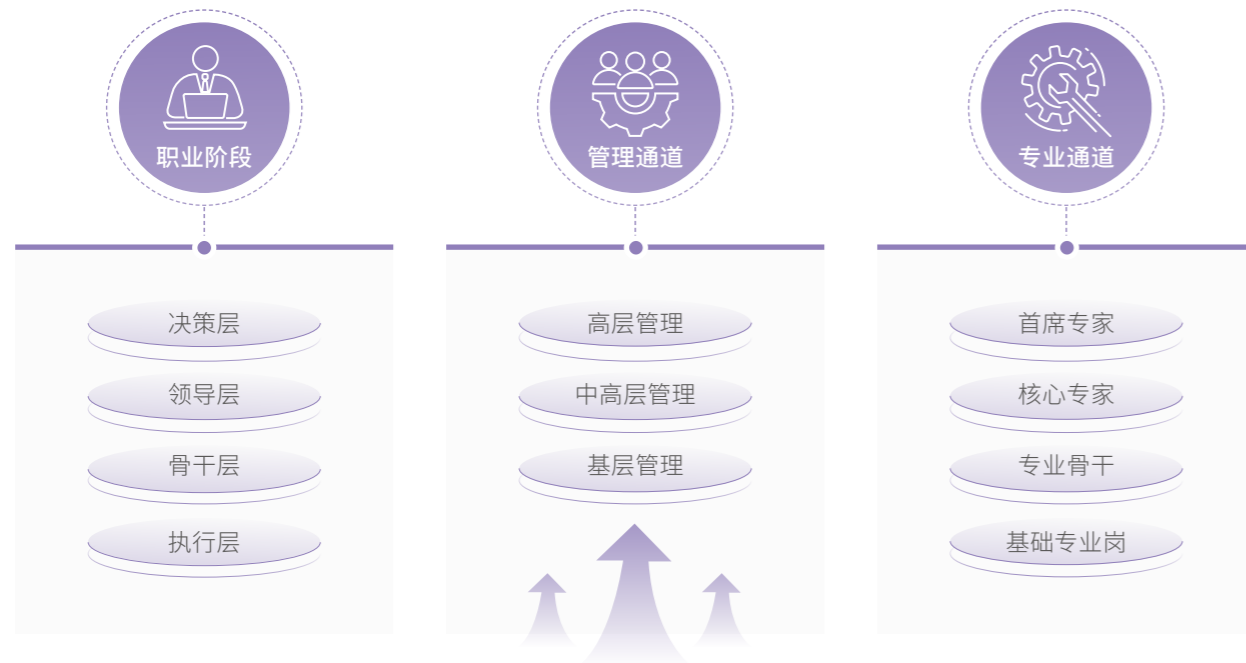 职业阶段
决策层
领导层
骨干层
执行层
管理通道
高层管理
中高层管理
基层管理
专业通道
首席专家
核心专家
专业骨干
基础专业岗